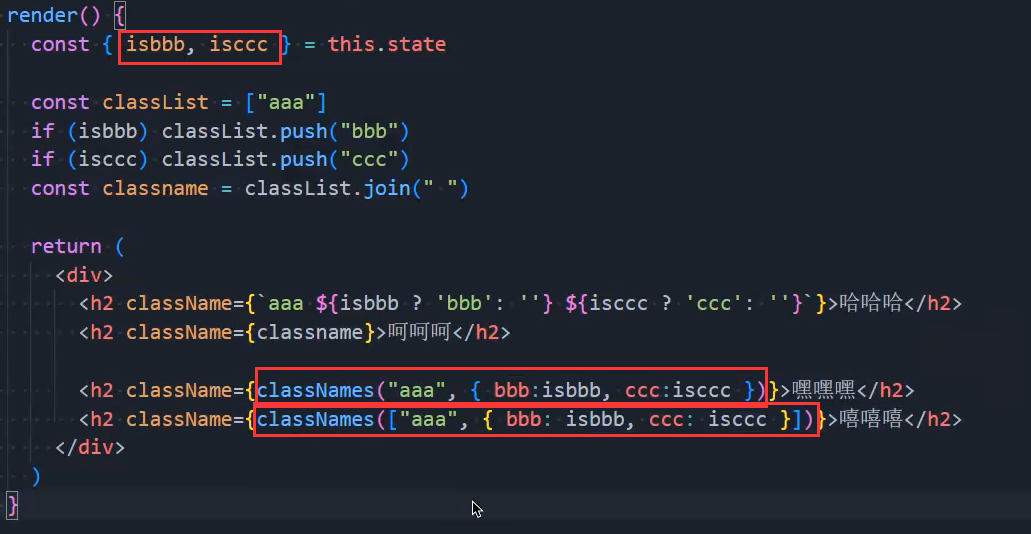 render() {
const { isbbb, isccc } = this.state
const classList = ["aaa"]
if (isbbb) classList.push("bbb")
if (isccc) classList.push("ccc")
const classname = classList.join(" ")
return (
<div>
<h2 className={`aaa ${isbbb ? 'bbb': ''} ${isccc ? 'ccc': ''}`}>哈哈哈</h2>
<h2 className={classname}>呵呵呵</h2>
<h2 className={classNames("aaa", { bbb:isbbb, ccc:isccc })}>嘿嘿嘿</h2>
<h2 className={classNames(["aaa", { bbb: isbbb, ccc: isccc }])}>嘻嘻嘻</h2>
</div>
)
}